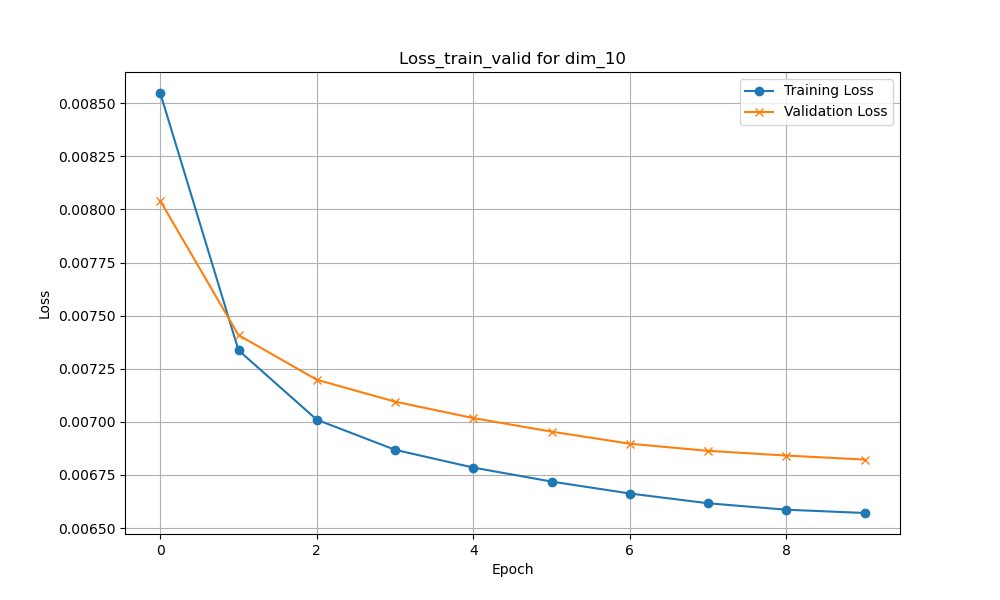 Loss_train_valid for dim_10
Training Loss
Validation Loss
0.00850
0.00825
0.00800
0.00775
0.00750
0.00725
0.00700
0.00675
0.00650
Loss
0 2 4 6 8
Epoch